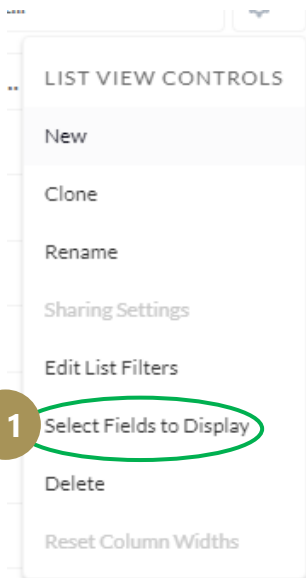 LIST VIEW CONTROLS
New
Clone
Rename
Sharing Settings
Edit List Filters
1 Select Fields to Display
Delete
Reset Column Widths